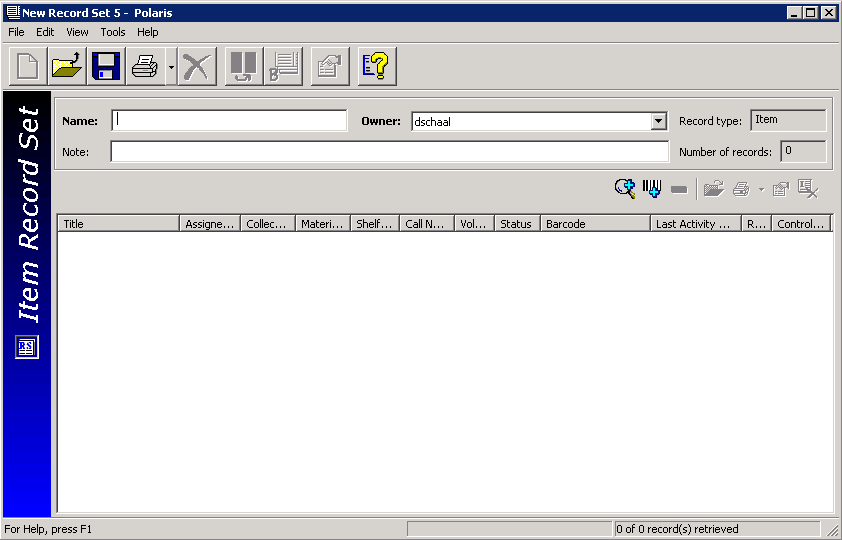 New Record Set 5 - Polaris
File Edit View Tools Help
B
Item Record Set
RS
Name: Owner: dschaal Record type: Item
Note: Number of records: 0
Title Assigne... Collec... Materi... Shelf... Call N... Vol... Status Barcode Last Activity ... R... Control...
For Help, press F1 0 of 0 record(s) retrieved